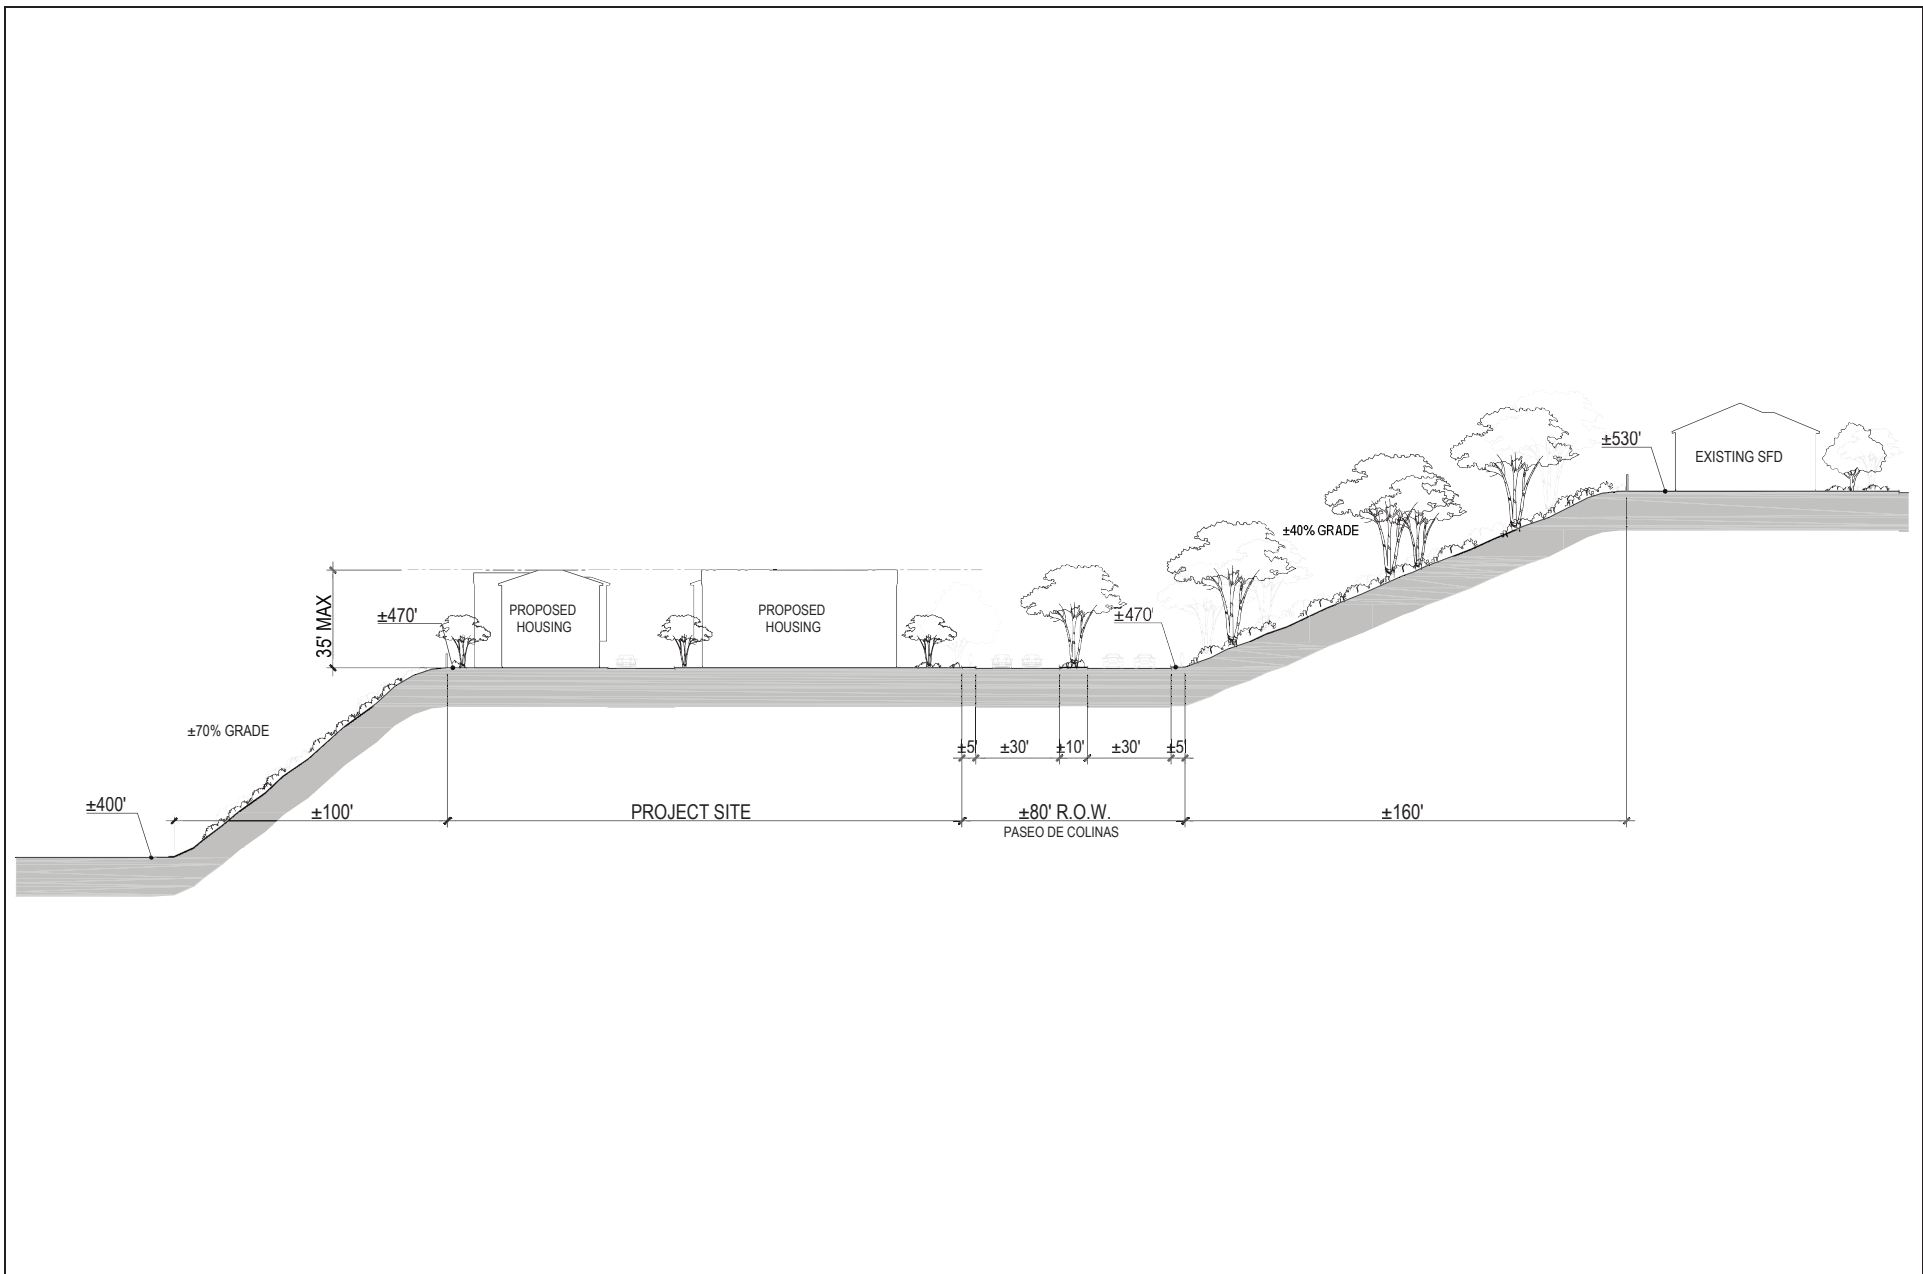 ±530'
EXISTING SFD
±40% GRADE
35' MAX
±470'
PROPOSED
HOUSING
PROPOSED
HOUSING
±470'
±70% GRADE
±5'
±30'
±10'
±30'
±5'
±400'
±100'
PROJECT SITE
±80' R.O.W.
PASEO DE COLINAS
±160'